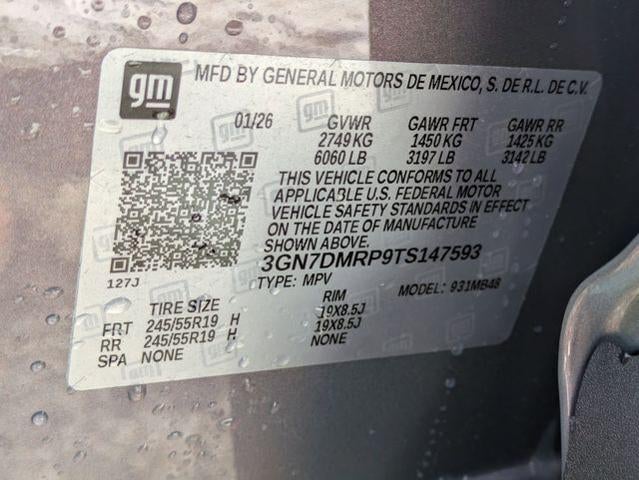 gm MFD BY GENERAL MOTORS DE MEXICO, S. DE R.L. DE C.V.
01/26 GVWR GAWR FRT GAWR RR
2749 KG 1450 KG 1425 KG
6060 LB 3197 LB 3142 LB
THIS VEHICLE CONFORMS TO ALL
APPLICABLE U.S. FEDERAL MOTOR
VEHICLE SAFETY STANDARDS IN EFFECT
ON THE DATE OF MANUFACTURE
SHOWN ABOVE.
3GN7DMRP9TS147593
127J TYPE: MPV MODEL: 931MB48
TIRE SIZE RIM
FRT 245/55R19 H 19X8.5J
RR 245/55R19 H 19X8.5J
SPA NONE NONE